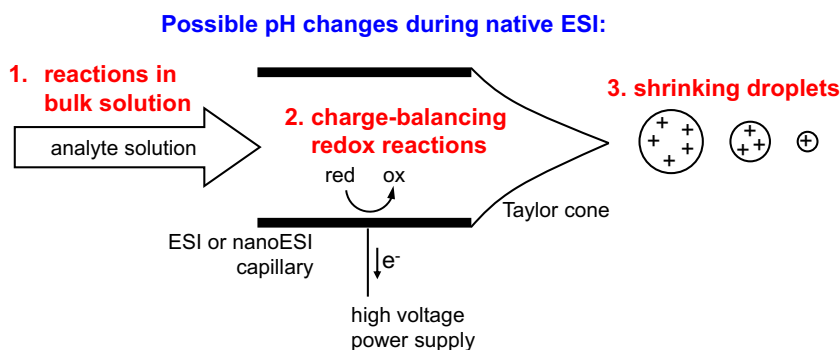 Possible pH changes during native ESI:
1. reactions in
bulk solution
analyte solution
2. charge-balancing
redox reactions
red ox
3. shrinking droplets
+ + + + + +
+ + +
+
Taylor cone
ESI or nanoESI
capillary
e-
high voltage
power supply